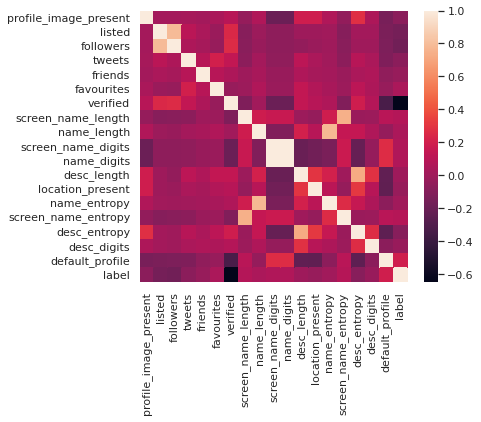 profile_image_present
listed
followers
tweets
friends
favourites
verified
screen_name_length
name_length
screen_name_digits
name_digits
desc_length
location_present
name_entropy
screen_name_entropy
desc_entropy
desc_digits
default_profile
label
profile_image_present
listed
followers
tweets
friends
favourites
verified
screen_name_length
name_length
screen_name_digits
name_digits
desc_length
location_present
name_entropy
screen_name_entropy
desc_entropy
desc_digits
default_profile
label
1.0
0.8
0.6
0.4
0.2
0.0
−0.2
−0.4
−0.6